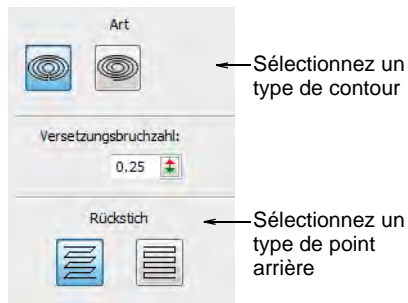 Art
Sélectionnez un
type de contour
Versetzungsbruchzahl:
0.25
Rückstich
Sélectionnez un
type de point
arrière